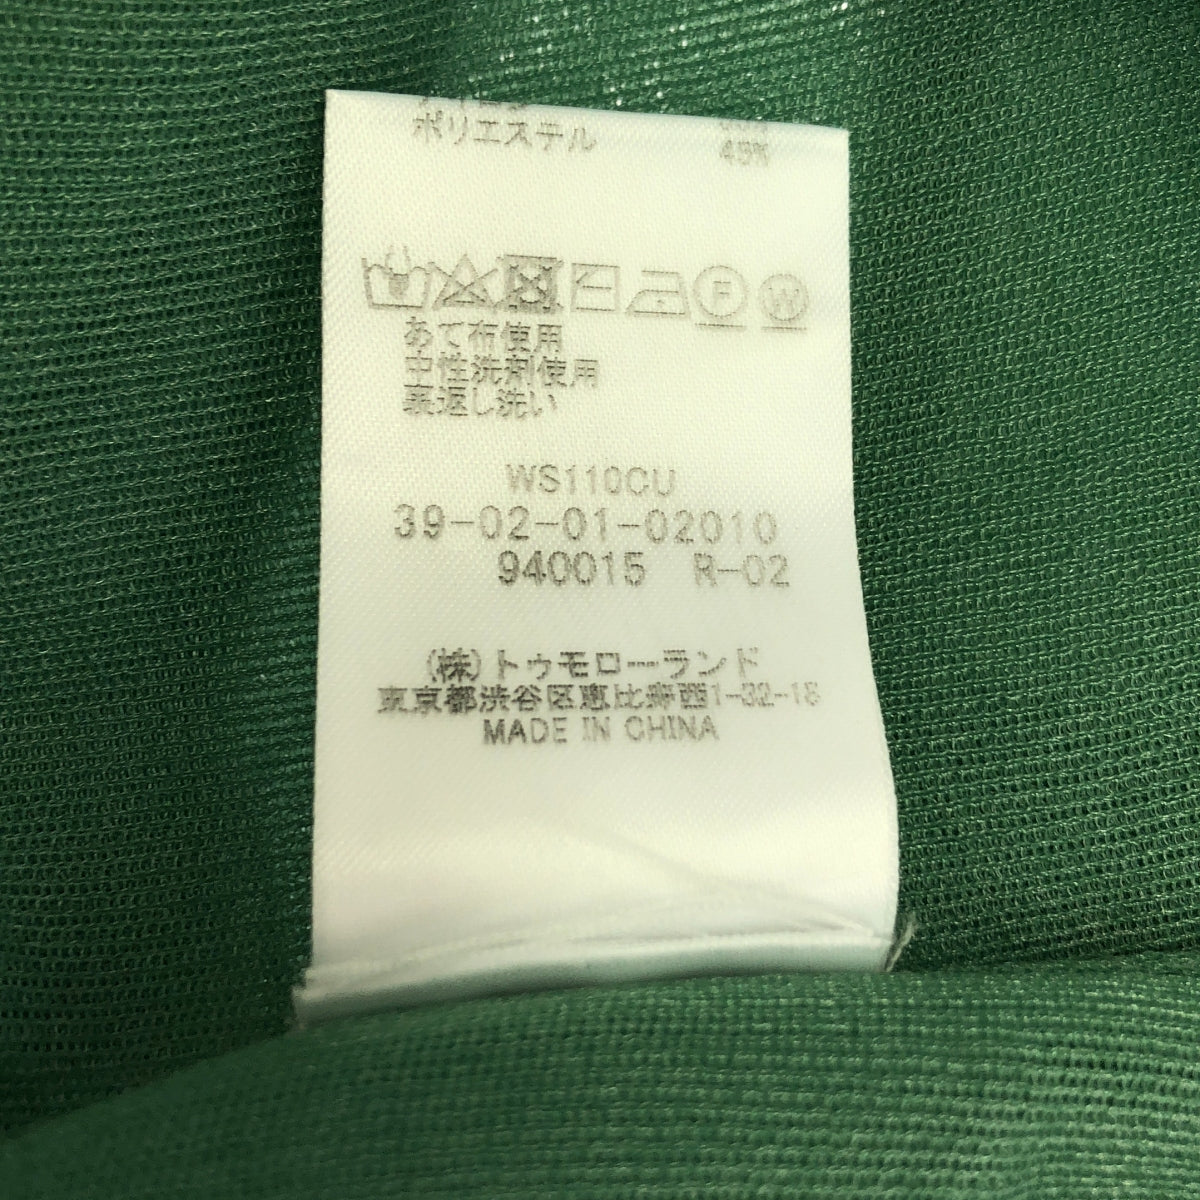 ポリエステル 49%
F W
あて布使用
中性洗剤使用
裏返し洗い
WS110CU
39-02-01-02010
940015 R-02
(株)トゥモローランド
東京都渋谷区恵比寿西1-32-18
MADE IN CHINA